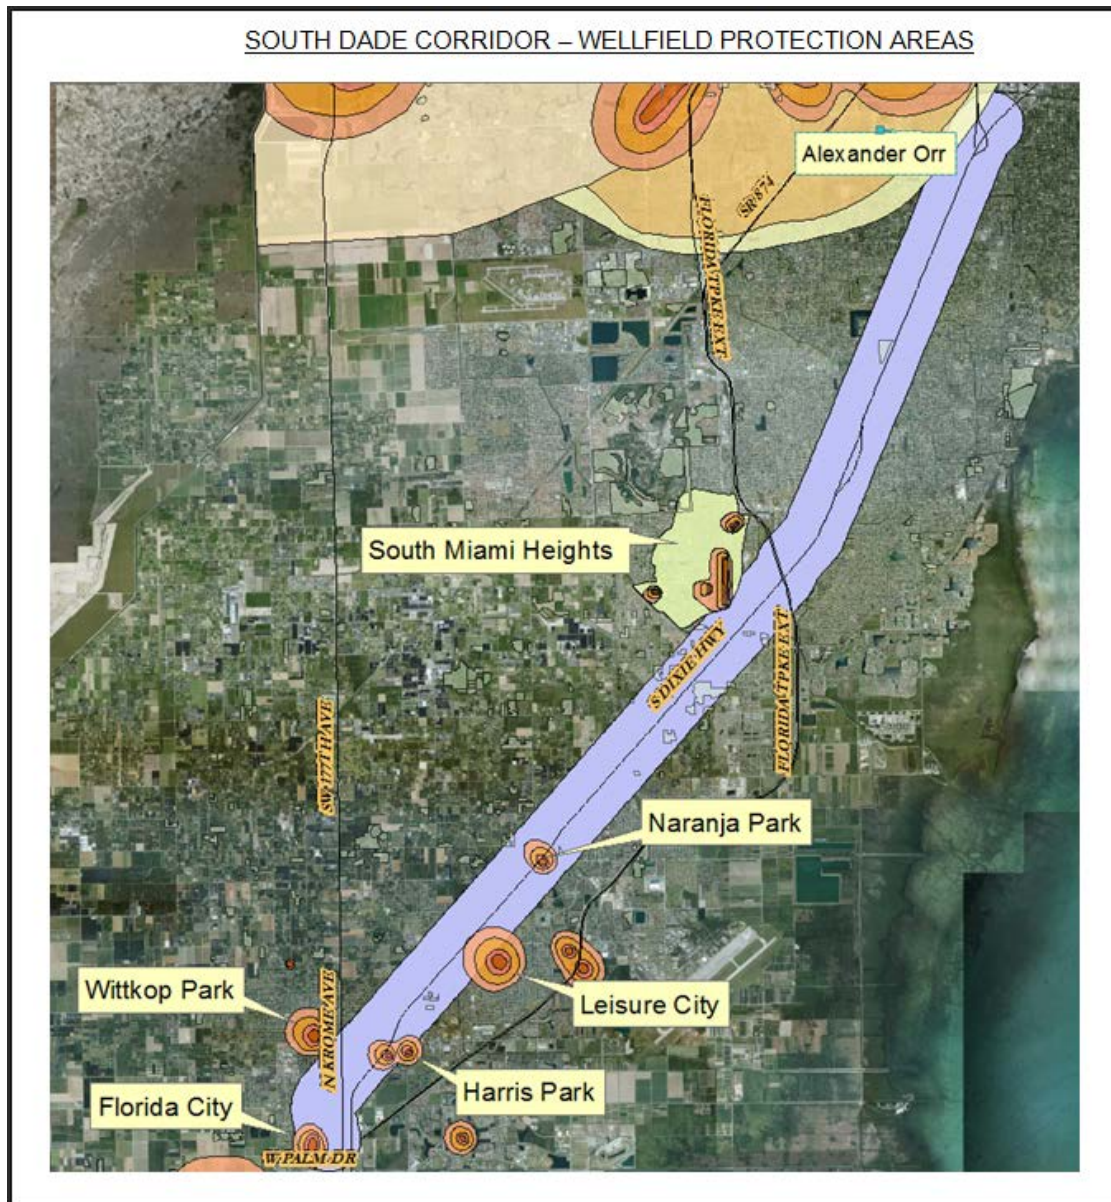 SOUTH DADE CORRIDOR – WELLFIELD PROTECTION AREAS
Alexander Orr
SR 874
FLORIDA TPKE EXT
South Miami Heights
S DIXIE HWY
FLORIDA TPKE EXT
SW 177TH AVE
Naranja Park
Wittkop Park
Leisure City
N KROME AVE
Harris Park
Florida City
W PALM DR